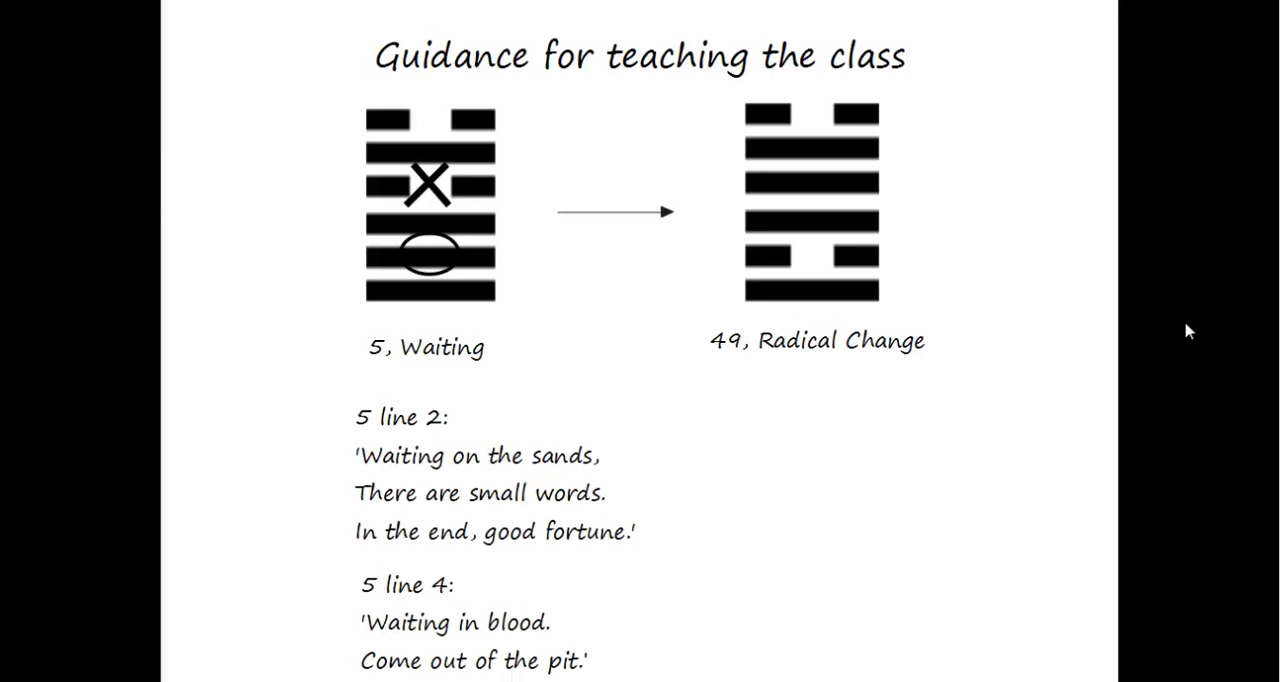 Guidance for teaching the class
5, Waiting
49, Radical Change
5 line 2:
'Waiting on the sands,
There are small words.
In the end, good fortune.'
5 line 4:
'Waiting in blood.
Come out of the pit.'